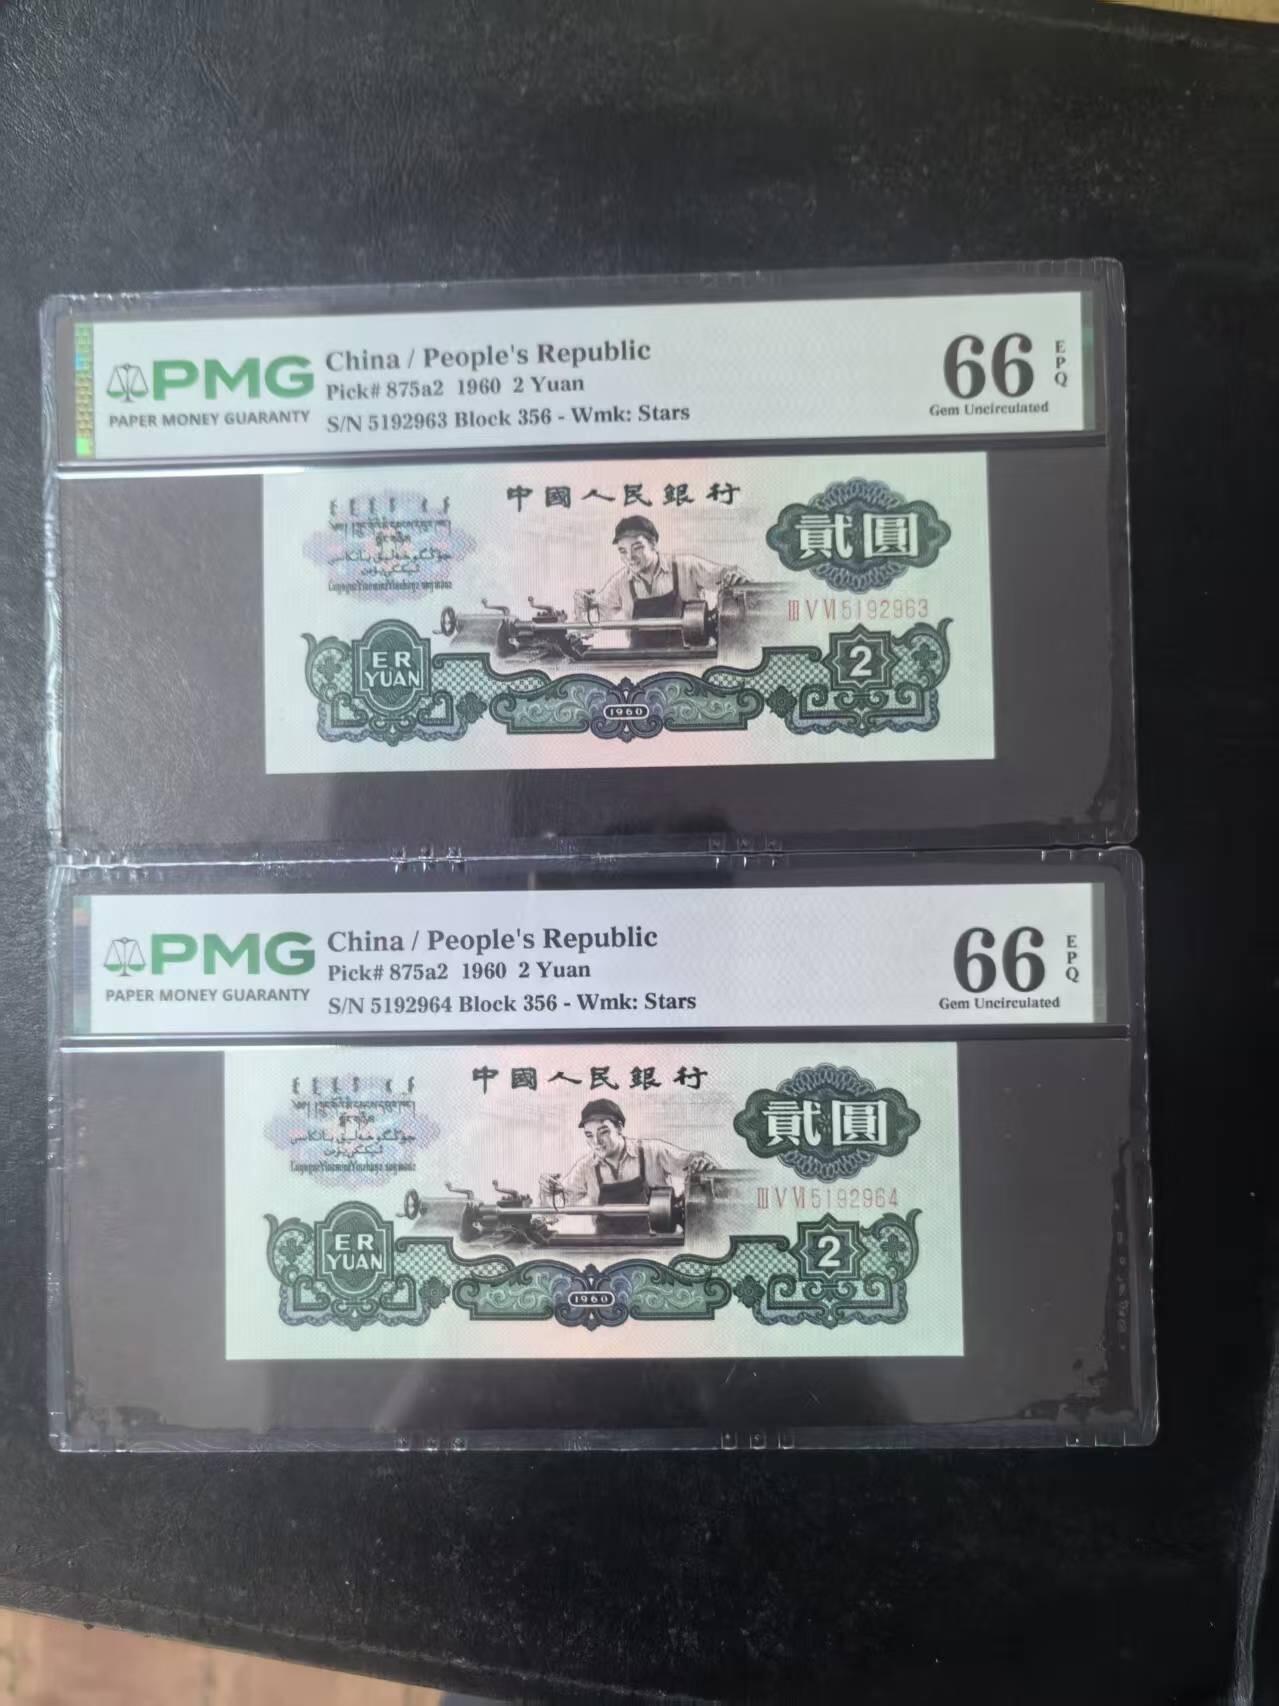 PMG
PAPER MONEY GUARANTY
China / People's Republic
Pick# 875a2 1960 2 Yuan
S/N 5192963 Block 356 - Wmk: Stars
66 EPQ
Gem Uncirculated
中國人民銀行
貳圓
ⅢⅤⅥ5192963
ER
YUAN
2
1960
PMG
PAPER MONEY GUARANTY
China / People's Republic
Pick# 875a2 1960 2 Yuan
S/N 5192964 Block 356 - Wmk: Stars
66 EPQ
Gem Uncirculated
中國人民銀行
貳圓
ⅢⅤⅥ5192964
ER
YUAN
2
1960